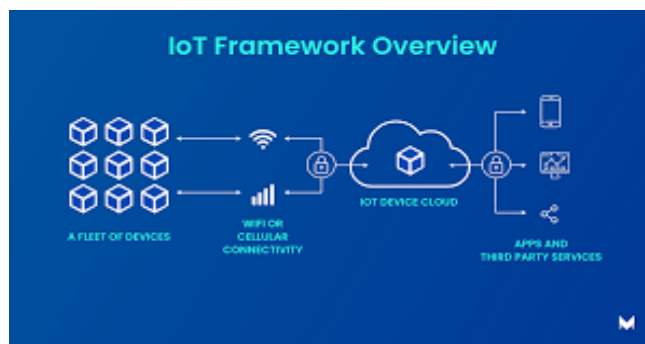 IoT Framework Overview
A FLEET OF DEVICES
WIFI OR
CELLULAR
CONNECTIVITY
IOT DEVICE CLOUD
APPS AND
THIRD PARTY SERVICES